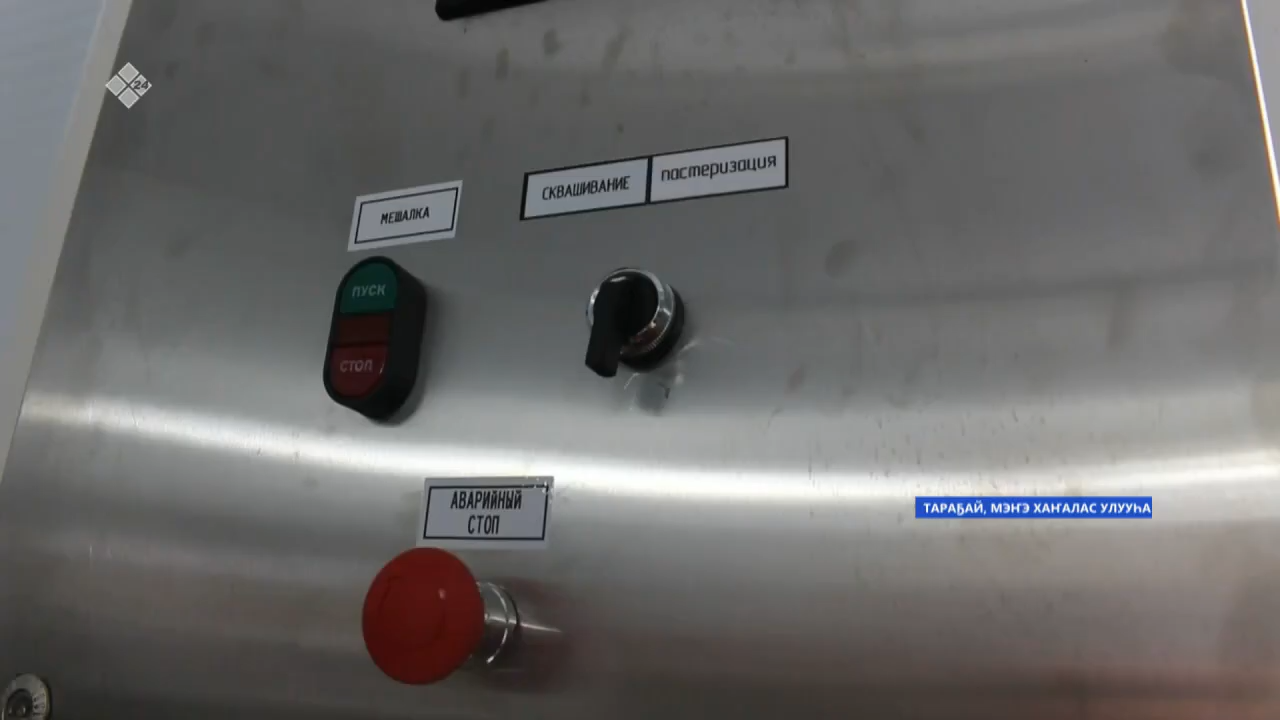 24
СКВАШИВАНИЕ пастеризация
МЕШАЛКА
ПУСК
СТОП
АВАРИЙНЫЙ
СТОП
ТАРАҔАЙ, МЭҤЭ ХАҤАЛАС УЛУУҺА